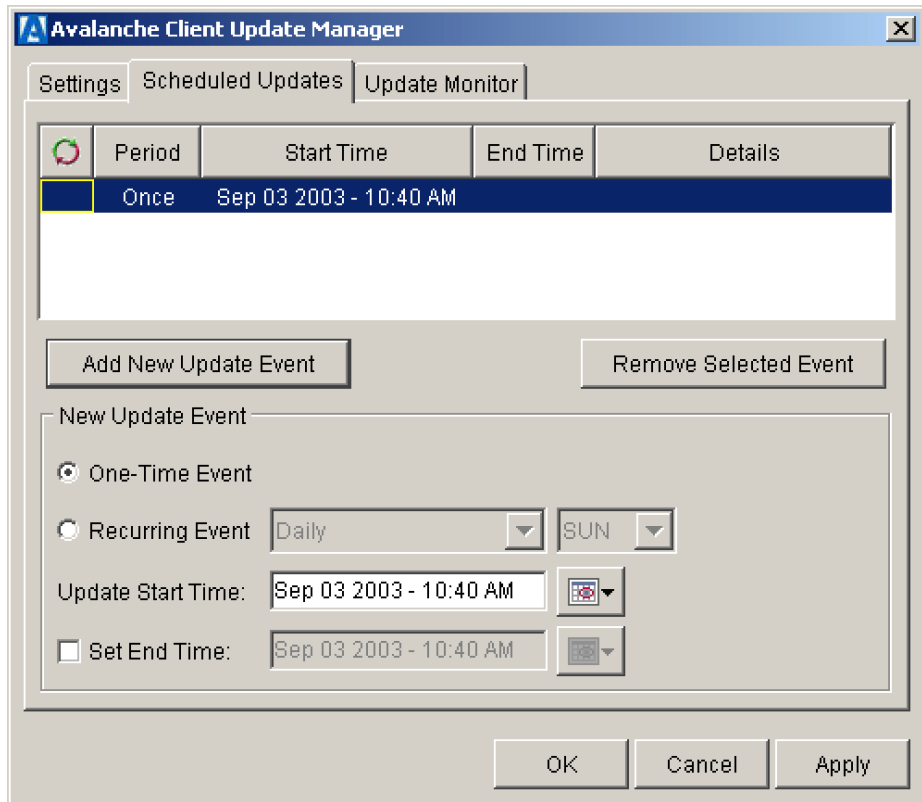 Avalanche Client Update Manager
Settings Scheduled Updates Update Monitor
Period Start Time End Time Details
Once Sep 03 2003 - 10:40 AM
Add New Update Event Remove Selected Event
New Update Event
One-Time Event
Recurring Event Daily SUN
Update Start Time: Sep 03 2003 - 10:40 AM
Set End Time: Sep 03 2003 - 10:40 AM
OK Cancel Apply